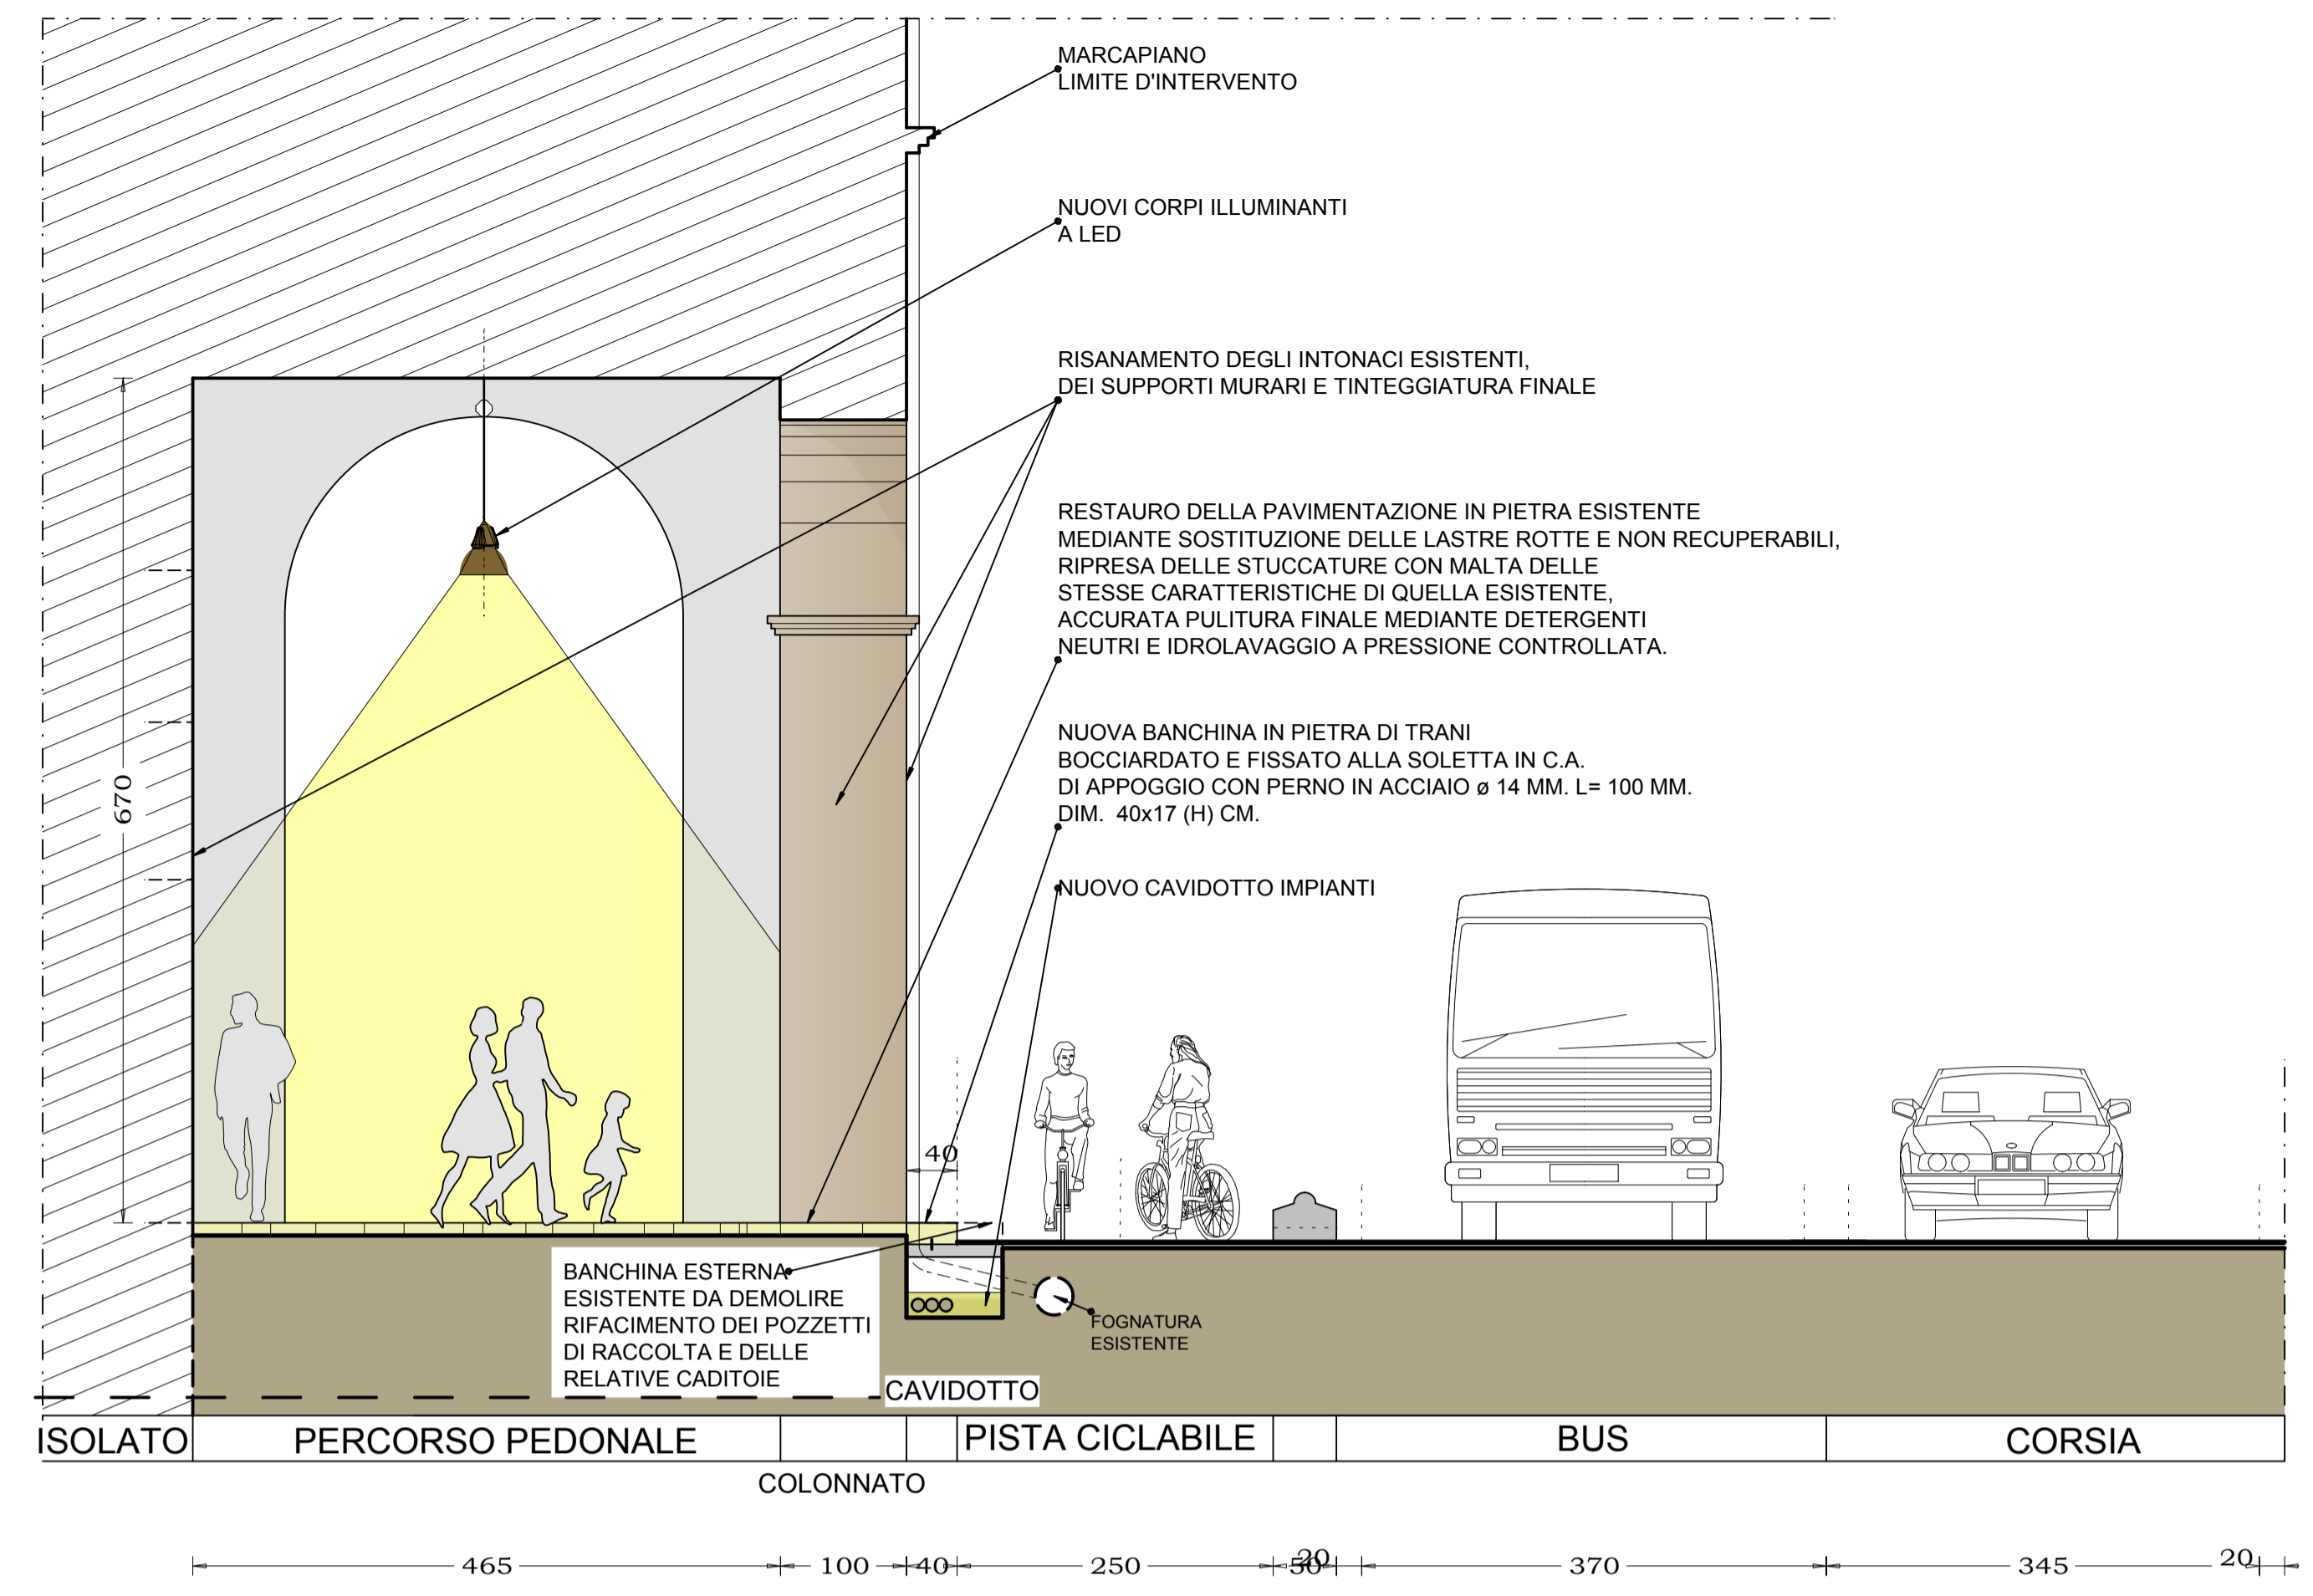 MARCAPIANO
LIMITE D'INTERVENTO
NUOVI CORPI ILLUMINANTI
A LED
RISANAMENTO DEGLI INTONACI ESISTENTI,
DEI SUPPORTI MURARI E TINTEGGIATURA FINALE
RESTAURO DELLA PAVIMENTAZIONE IN PIETRA ESISTENTE
MEDIANTE SOSTITUZIONE DELLE LASTRE ROTTE E NON RECUPERABILI,
RIPRESA DELLE STUCCATURE CON MALTA DELLE
STESSE CARATTERISTICHE DI QUELLA ESISTENTE,
ACCURATA PULITURA FINALE MEDIANTE DETERGENTI
NEUTRI E IDROLAVAGGIO A PRESSIONE CONTROLLATA.
NUOVA BANCHINA IN PIETRA DI TRANI
BOCCIARDATO E FISSATO ALLA SOLETTA IN C.A.
DI APPOGGIO CON PERNO IN ACCIAIO ø 14 MM. L= 100 MM.
DIM. 40x17 (H) CM.
NUOVO CAVIDOTTO IMPIANTI
670
40
BANCHINA ESTERNA
ESISTENTE DA DEMOLIRE
RIFACIMENTO DEI POZZETTI
DI RACCOLTA E DELLE
RELATIVE CADITOIE
FOGNATURA
ESISTENTE
CAVIDOTTO
ISOLATO PERCORSO PEDONALE PISTA CICLABILE BUS CORSIA
COLONNATO
465 100 40 250 50 20 370 345 20